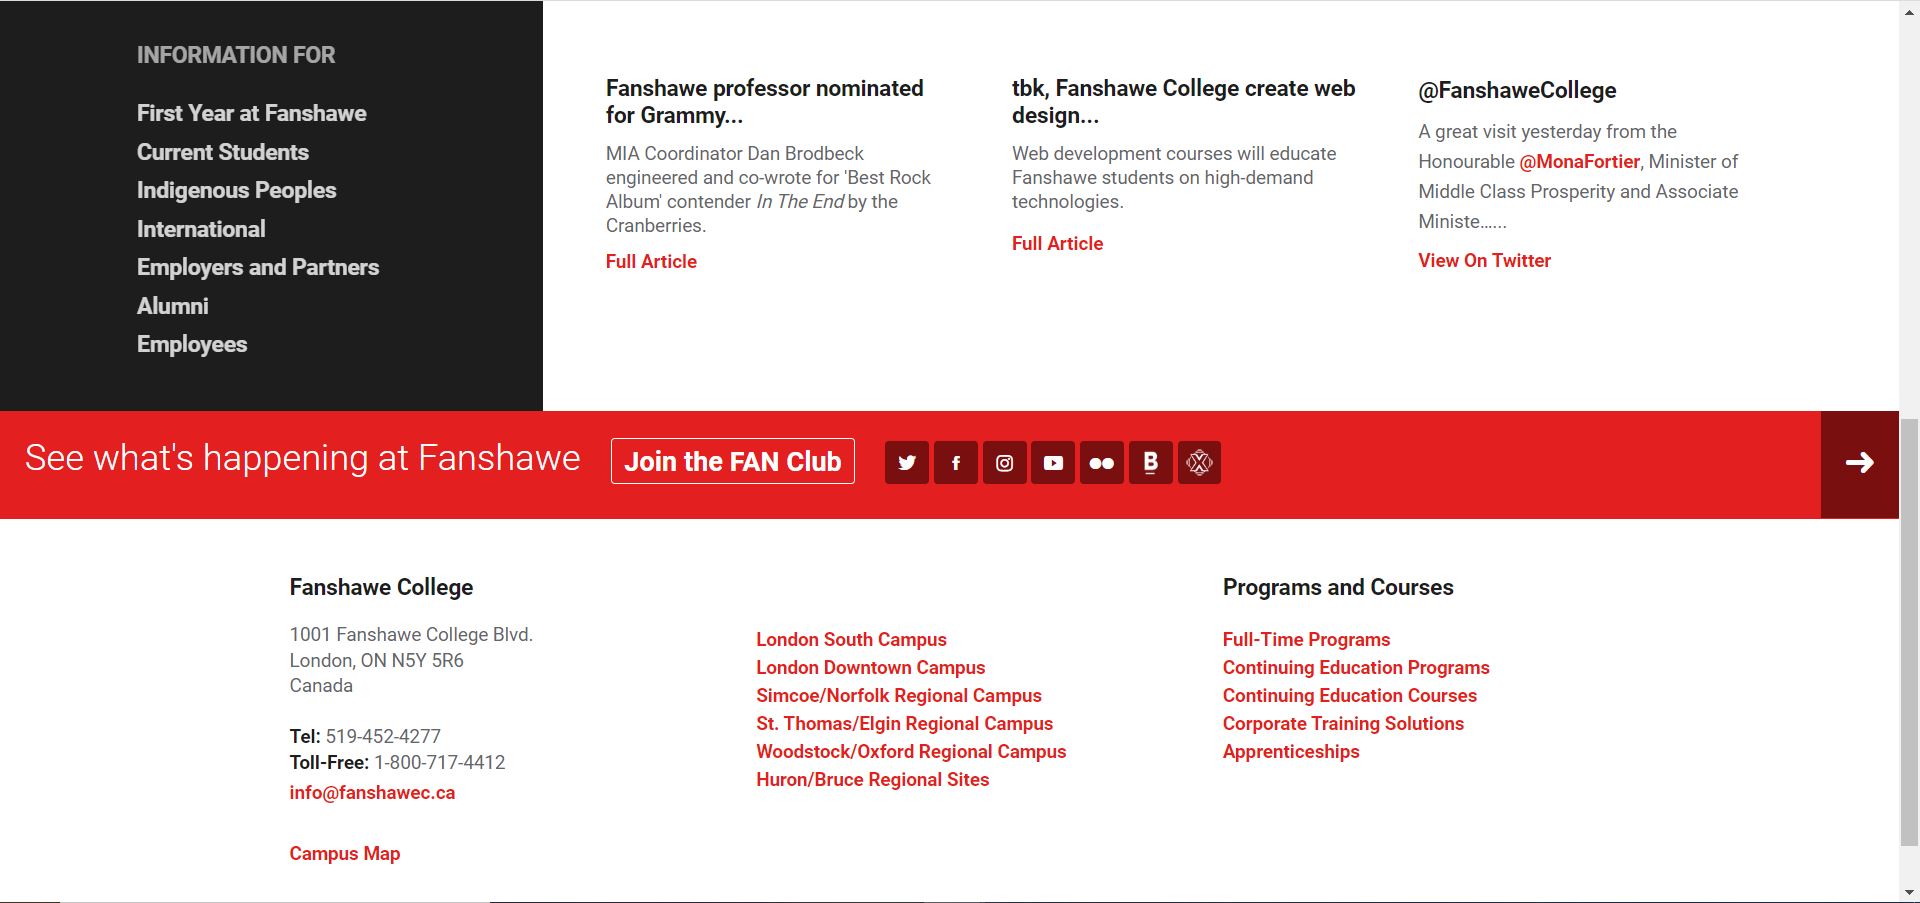 INFORMATION FOR
First Year at Fanshawe
Current Students
Indigenous Peoples
International
Employers and Partners
Alumni
Employees
Fanshawe professor nominated
for Grammy...
MIA Coordinator Dan Brodbeck
engineered and co-wrote for 'Best Rock
Album' contender In The End by the
Cranberries.
Full Article
tbk, Fanshawe College create web
design...
Web development courses will educate
Fanshawe students on high-demand
technologies.
Full Article
@FanshaweCollege
A great visit yesterday from the
Honourable @MonaFortier, Minister of
Middle Class Prosperity and Associate
Ministe…...
View On Twitter
See what's happening at Fanshawe
Join the FAN Club
Fanshawe College
1001 Fanshawe College Blvd.
London, ON N5Y 5R6
Canada
Tel: 519-452-4277
Toll-Free: 1-800-717-4412
info@fanshawec.ca
Campus Map
London South Campus
London Downtown Campus
Simcoe/Norfolk Regional Campus
St. Thomas/Elgin Regional Campus
Woodstock/Oxford Regional Campus
Huron/Bruce Regional Sites
Programs and Courses
Full-Time Programs
Continuing Education Programs
Continuing Education Courses
Corporate Training Solutions
Apprenticeships